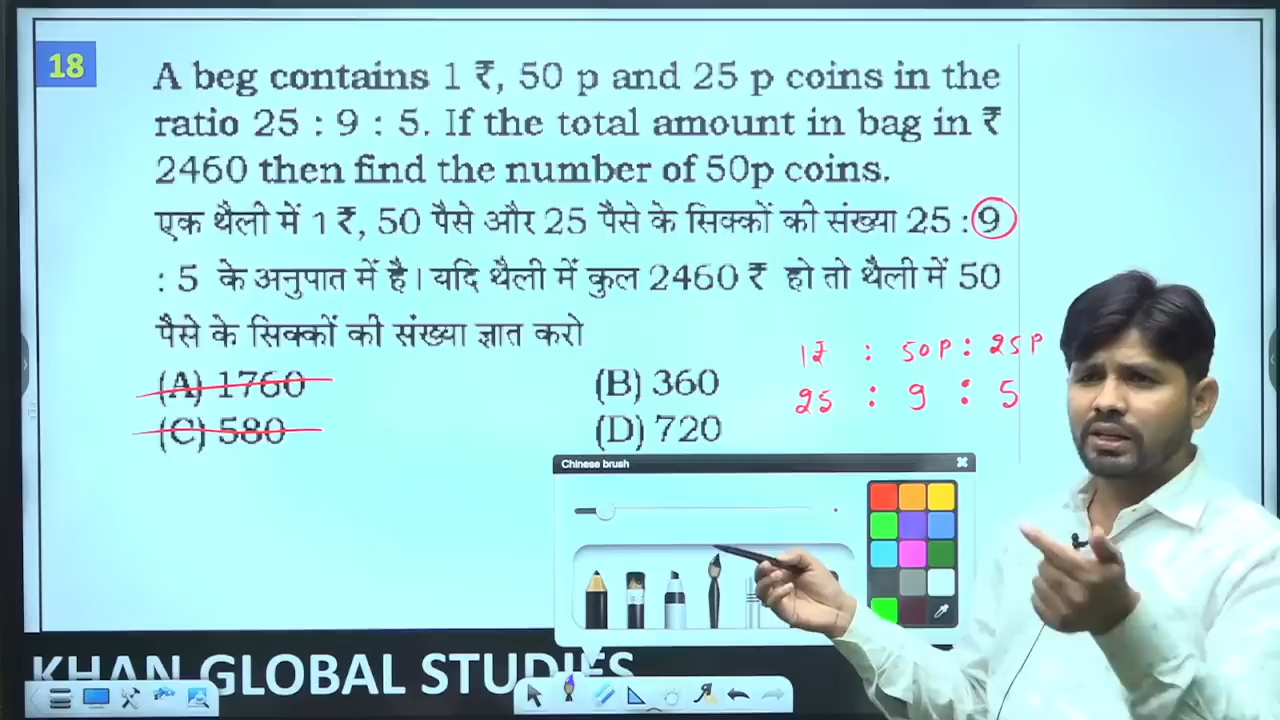 18
A beg contains 1 ₹, 50 p and 25 p coins in the
ratio 25 : 9 : 5. If the total amount in bag in ₹
2460 then find the number of 50p coins.
एक थैली में 1 ₹, 50 पैसे और 25 पैसे के सिक्कों की संख्या 25 : 9
: 5 के अनुपात में है। यदि थैली में कुल 2460 ₹ हो तो थैली में 50
पैसे के सिक्कों की संख्या ज्ञात करो
(A) 1760 (B) 360
(C) 580 (D) 720
1₹ : 50P : 25P
25 : 9 : 5
Chinese brush
KHAN GLOBAL STUDIES